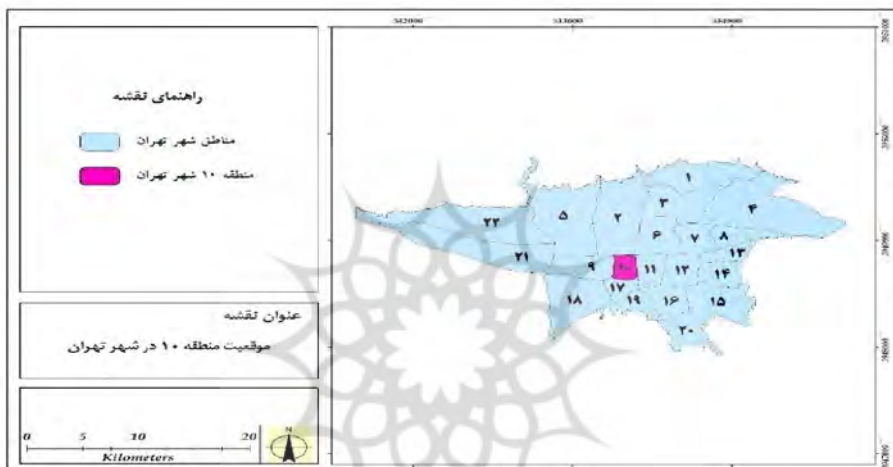 راهنمای نقشه
مناطق شهر تهران
منطقه ۱۰ شهر تهران
عنوان نقشه
موقعیت منطقه ۱۰ در شهر تهران
0 5 10 20
Kilometers
N
۱
۳
۴
۵
۲
۲۲
۶
۷
۸
۱۳
۲۱
۹
۱۰
۱۱
۱۲
۱۴
۱۷
۱۸
۱۹
۱۶
۱۵
۲۰